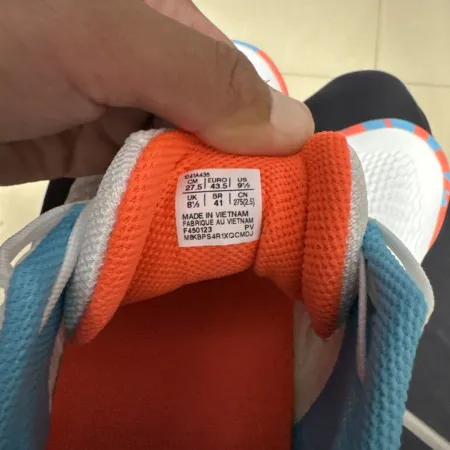 1041A436
CM EURO US
27.5 43.5 9½
UK BR CN
8½ 41 275(2.5)
MADE IN VIETNAM
FABRIQUE AU VIETNAM
F450123 PV
M8KBPS4R1XQCMDJ